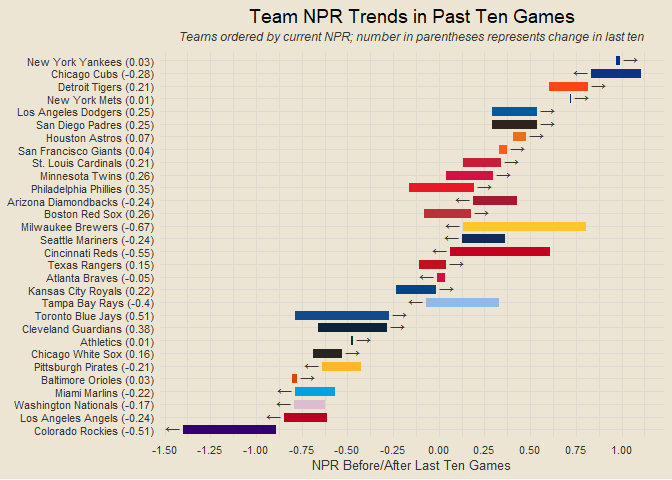 Team NPR Trends in Past Ten Games
Teams ordered by current NPR; number in parentheses represents change in last ten
New York Yankees (0.03)
Chicago Cubs (-0.28)
Detroit Tigers (0.21)
New York Mets (0.01)
Los Angeles Dodgers (0.25)
San Diego Padres (0.25)
Houston Astros (0.07)
San Francisco Giants (0.04)
St. Louis Cardinals (0.21)
Minnesota Twins (0.26)
Philadelphia Phillies (0.35)
Arizona Diamondbacks (-0.24)
Boston Red Sox (0.26)
Milwaukee Brewers (-0.67)
Seattle Mariners (-0.24)
Cincinnati Reds (-0.55)
Texas Rangers (0.15)
Atlanta Braves (-0.05)
Kansas City Royals (0.22)
Tampa Bay Rays (-0.4)
Toronto Blue Jays (0.51)
Cleveland Guardians (0.38)
Athletics (0.01)
Chicago White Sox (0.16)
Pittsburgh Pirates (-0.21)
Baltimore Orioles (0.03)
Miami Marlins (-0.22)
Washington Nationals (-0.17)
Los Angeles Angels (-0.24)
Colorado Rockies (-0.51)
-1.50 -1.25 -1.00 -0.75 -0.50 -0.25 0.00 0.25 0.50 0.75 1.00
NPR Before/After Last Ten Games